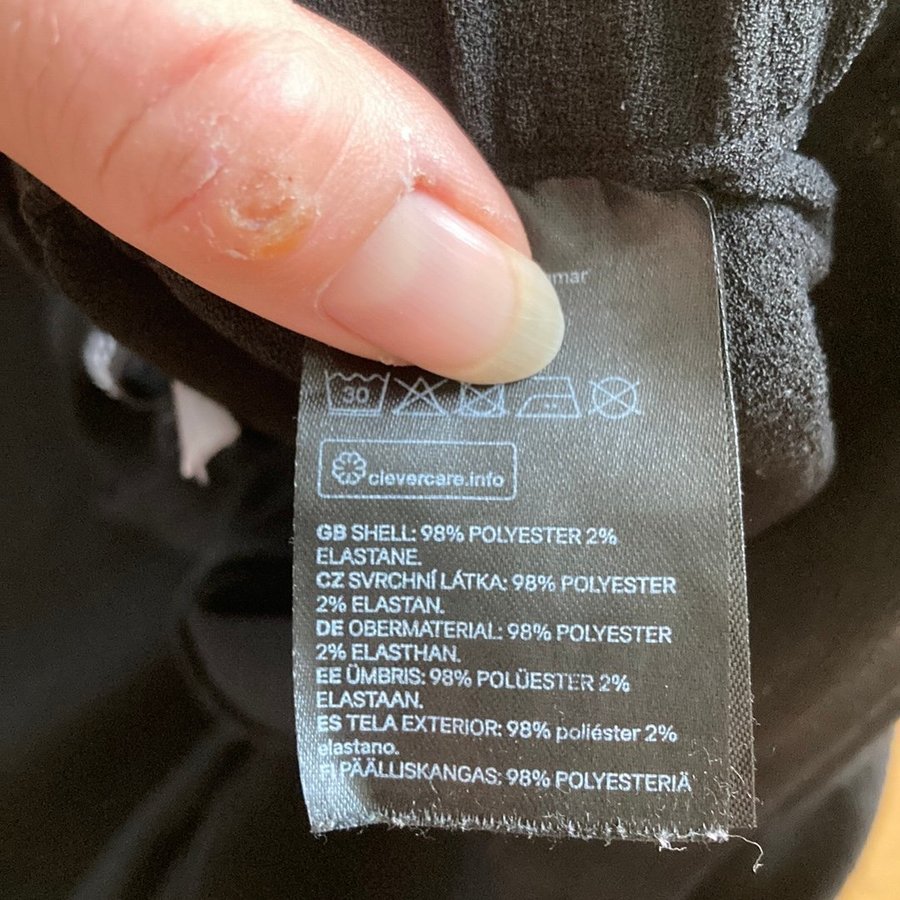 30
clevercare.info
GB SHELL: 98% POLYESTER 2%
ELASTANE.
CZ SVRCHNÍ LÁTKA: 98% POLYESTER
2% ELASTAN.
DE OBERMATERIAL: 98% POLYESTER
2% ELASTHAN.
EE ÜMBRIS: 98% POLÜESTER 2%
ELASTAAN.
ES TELA EXTERIOR: 98% poliéster 2%
elastano.
FI PÄÄLLISKANGAS: 98% POLYESTERIÄ